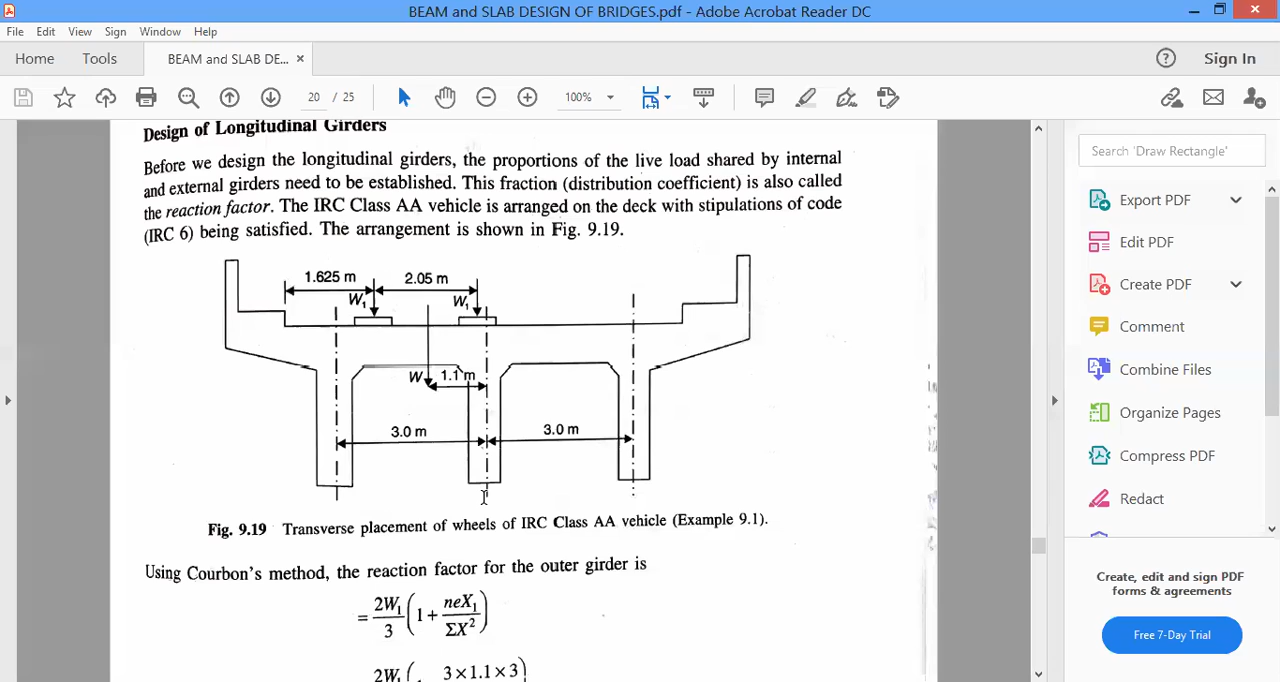 BEAM and SLAB DESIGN OF BRIDGES.pdf - Adobe Acrobat Reader DC
File Edit View Sign Window Help
Home Tools BEAM and SLAB DE... × Sign In
20 / 25 100%
Design of Longitudinal Girders
Before we design the longitudinal girders, the proportions of the live load shared by internal
and external girders need to be established. This fraction (distribution coefficient) is also called
the reaction factor. The IRC Class AA vehicle is arranged on the deck with stipulations of code
(IRC 6) being satisfied. The arrangement is shown in Fig. 9.19.
1.625 m 2.05 m
W₁ W₁
W 1.1 m
3.0 m 3.0 m
Fig. 9.19 Transverse placement of wheels of IRC Class AA vehicle (Example 9.1).
Using Courbon's method, the reaction factor for the outer girder is
= 2W₁/3 (1 + neX₁/ΣX²)
2W₁ ( 3×1.1×3)
Search 'Draw Rectangle'
Export PDF
Edit PDF
Create PDF
Comment
Combine Files
Organize Pages
Compress PDF
Redact
Create, edit and sign PDF
forms & agreements
Free 7-Day Trial